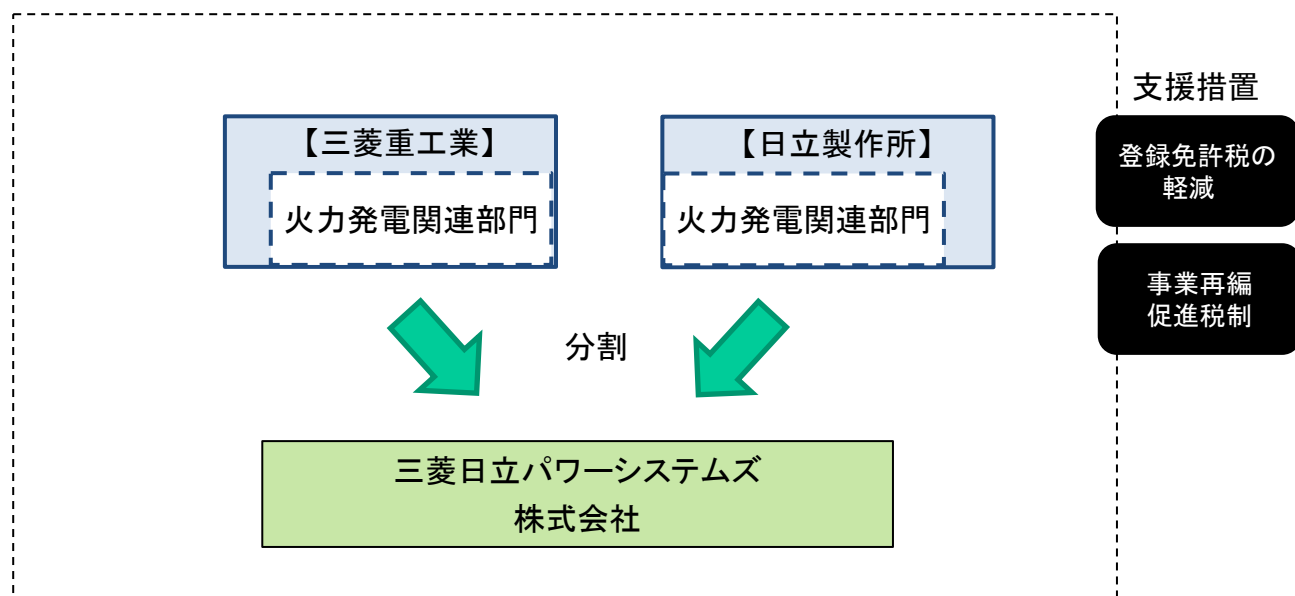 支援措置
【三菱重工業】
火力発電関連部門
【日立製作所】
火力発電関連部門
登録免許税の
軽減
事業再編
促進税制
分割
三菱日立パワーシステムズ
株式会社